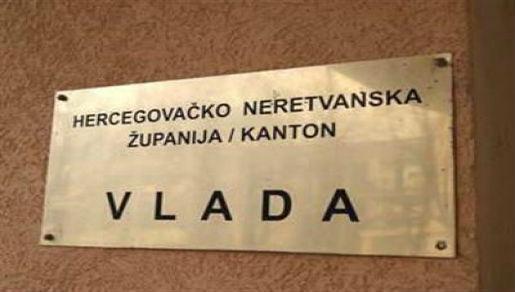 HERCEGOVAČKO NERETVANSKA
ŽUPANIJA / KANTON
VLADA